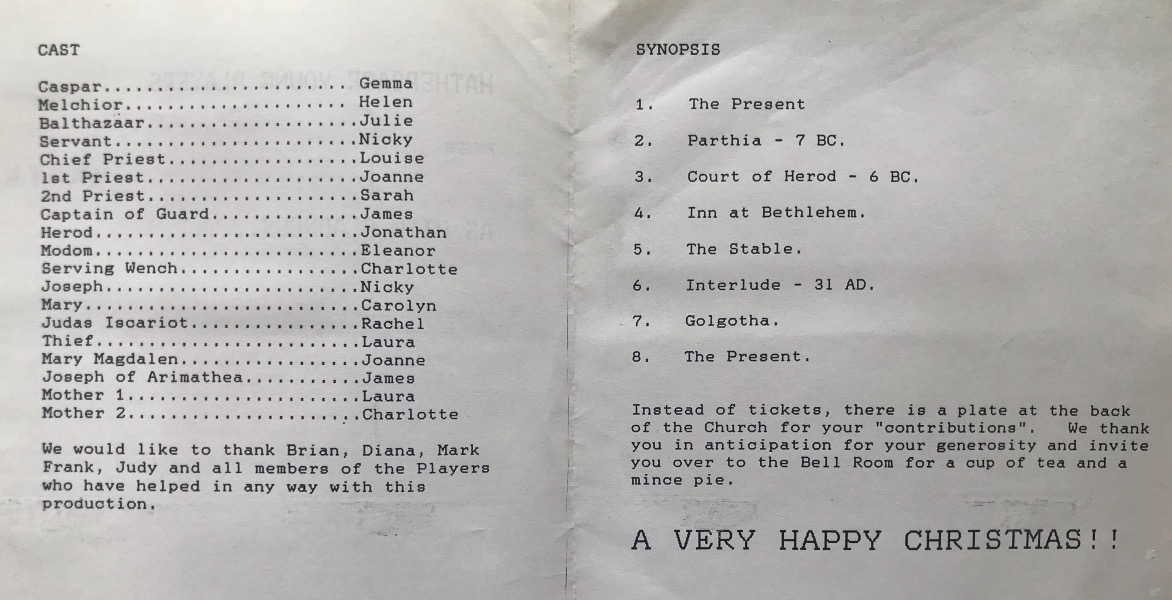 CAST
Caspar.......................Gemma
Melchior..................... Helen
Balthazaar....................Julie
Servant.......................Nicky
Chief Priest..................Louise
1st Priest....................Joanne
2nd Priest....................Sarah
Captain of Guard..............James
Herod.........................Jonathan
Modom.........................Eleanor
Serving Wench.................Charlotte
Joseph........................Nicky
Mary..........................Carolyn
Judas Iscariot................Rachel
Thief.........................Laura
Mary Magdalen.................Joanne
Joseph of Arimathea...........James
Mother 1......................Laura
Mother 2......................Charlotte
We would like to thank Brian, Diana, Mark
Frank, Judy and all members of the Players
who have helped in any way with this
production.
SYNOPSIS
1. The Present
2. Parthia - 7 BC.
3. Court of Herod - 6 BC.
4. Inn at Bethlehem.
5. The Stable.
6. Interlude - 31 AD.
7. Golgotha.
8. The Present.
Instead of tickets, there is a plate at the back
of the Church for your "contributions". We thank
you in anticipation for your generosity and invite
you over to the Bell Room for a cup of tea and a
mince pie.
A VERY HAPPY CHRISTMAS!!